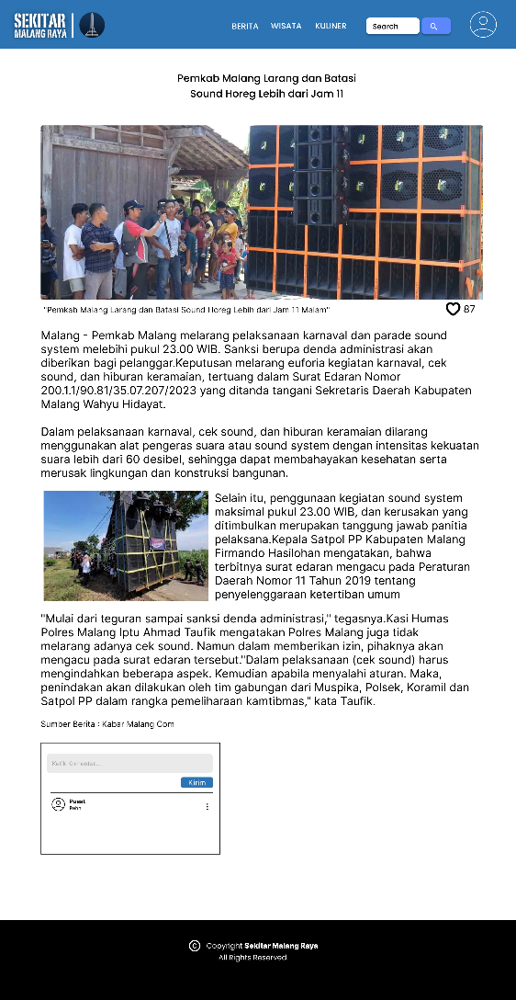 SEKITAR
MALANG RAYA
BERITA WISATA KULINER Search
Pemkab Malang Larang dan Batasi
Sound Horeg Lebih dari Jam 11
"Pemkab Malang Larang dan Batasi Sound Horeg Lebih dari Jam 11 Malam" 87
Malang - Pemkab Malang melarang pelaksanaan karnaval dan parade sound
system melebihi pukul 23.00 WIB. Sanksi berupa denda administrasi akan
diberikan bagi pelanggar.Keputusan melarang euforia kegiatan karnaval, cek
sound, dan hiburan keramaian, tertuang dalam Surat Edaran Nomor
200.1.1/90.81/35.07.207/2023 yang ditanda tangani Sekretaris Daerah Kabupaten
Malang Wahyu Hidayat.
Dalam pelaksanaan karnaval, cek sound, dan hiburan keramaian dilarang
menggunakan alat pengeras suara atau sound system dengan intensitas kekuatan
suara lebih dari 60 desibel, sehingga dapat membahayakan kesehatan serta
merusak lingkungan dan konstruksi bangunan.
Selain itu, penggunaan kegiatan sound system
maksimal pukul 23.00 WIB, dan kerusakan yang
ditimbulkan merupakan tanggung jawab panitia
pelaksana.Kepala Satpol PP Kabupaten Malang
Firmando Hasilohan mengatakan, bahwa
terbitnya surat edaran mengacu pada Peraturan
Daerah Nomor 11 Tahun 2019 tentang
penyelenggaraan ketertiban umum
"Mulai dari teguran sampai sanksi denda administrasi," tegasnya.Kasi Humas
Polres Malang Iptu Ahmad Taufik mengatakan Polres Malang juga tidak
melarang adanya cek sound. Namun dalam memberikan izin, pihaknya akan
mengacu pada surat edaran tersebut."Dalam pelaksanaan (cek sound) harus
mengindahkan beberapa aspek. Kemudian apabila menyalahi aturan. Maka,
penindakan akan dilakukan oleh tim gabungan dari Muspika, Polsek, Koramil dan
Satpol PP dalam rangka pemeliharaan kamtibmas," kata Taufik.
Sumber Berita : Kabar Malang Com
Ketik Komentar...
Kirim
Pusat
Pehh
© Copyright Sekitar Malang Raya
All Rights Reserved